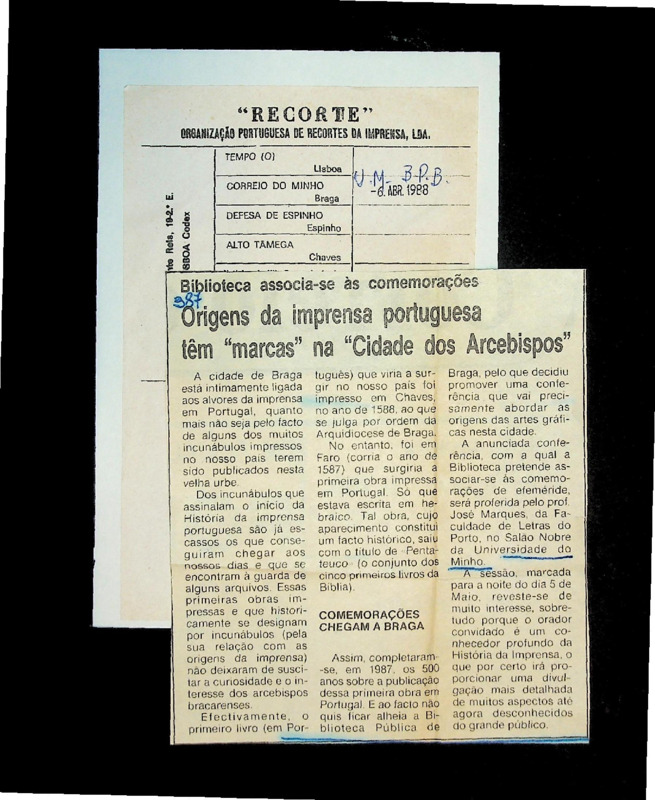 "RECORTE"
ORGANIZAÇÃO PORTUGUESA DE RECORTES DA IMPRENSA, LDA.
TEMPO (O)
Lisboa
CORREIO DO MINHO
Braga
DEFESA DE ESPINHO
Espinho
ALTO TÂMEGA
Chaves
U.M. B.P.B.
-6. ABR. 1988
Reis, 19-2.º E.
SBOA Codex
Biblioteca associa-se às comemorações
387
Origens da imprensa portuguesa
têm "marcas" na "Cidade dos Arcebispos"
A cidade de Braga
está intimamente ligada
aos alvores da imprensa
em Portugal, quanto
mais não seja pelo facto
de alguns dos muitos
incunábulos impressos
no nosso país terem
sido publicados nesta
velha urbe.
Dos incunábulos que
assinalam o início da
História da imprensa
portuguesa são já es-
cassos os que conse-
guiram chegar aos
nossos dias e que se
encontram à guarda de
alguns arquivos. Essas
primeiras obras im-
pressas e que histori-
camente se designam
por incunábulos (pela
sua relação com as
origens da imprensa)
não deixaram de susci-
tar a curiosidade e o in-
teresse dos arcebispos
bracarenses.
Efectivamente, o
primeiro livro (em Por-
tuguês) que viria a sur-
gir no nosso país foi
impresso em Chaves,
no ano de 1588, ao que
se julga por ordem da
Arquidiocese de Braga.
No entanto, foi em
Faro (corria o ano de
1587) que surgiria a
primeira obra impressa
em Portugal. Só que
estava escrita em he-
braico. Tal obra, cujo
aparecimento constitui
um facto histórico, saiu
com o titulo de «Penta-
teuco» (o conjunto dos
cinco primeiros livros da
Bíblia).
COMEMORAÇÕES
CHEGAM A BRAGA
Assim, completaram-
-se, em 1987, os 500
anos sobre a publicação
dessa primeira obra em
Portugal. E ao facto não
quis ficar alheia a Bi-
blioteca Pública de
Braga, pelo que decidiu
promover uma confe-
rência que vai preci-
samente abordar as
origens das artes gráfi-
cas nesta cidade.
A anunciada confe-
rência, com a qual a
Biblioteca pretende as-
sociar-se às comemo-
rações de efeméride,
será proferida pelo prof.
José Marques, da Fa-
culdade de Letras do
Porto, no Salão Nobre
da Universidade do
Minho.
A sessão, marcada
para a noite do dia 5 de
Maio, reveste-se de
muito interesse, sobre-
tudo porque o orador
convidado é um co-
nhecedor profundo da
História da Imprensa, o
que por certo irá pro-
porcionar uma divul-
gação mais detalhada
de muitos aspectos até
agora desconhecidos
do grande público.